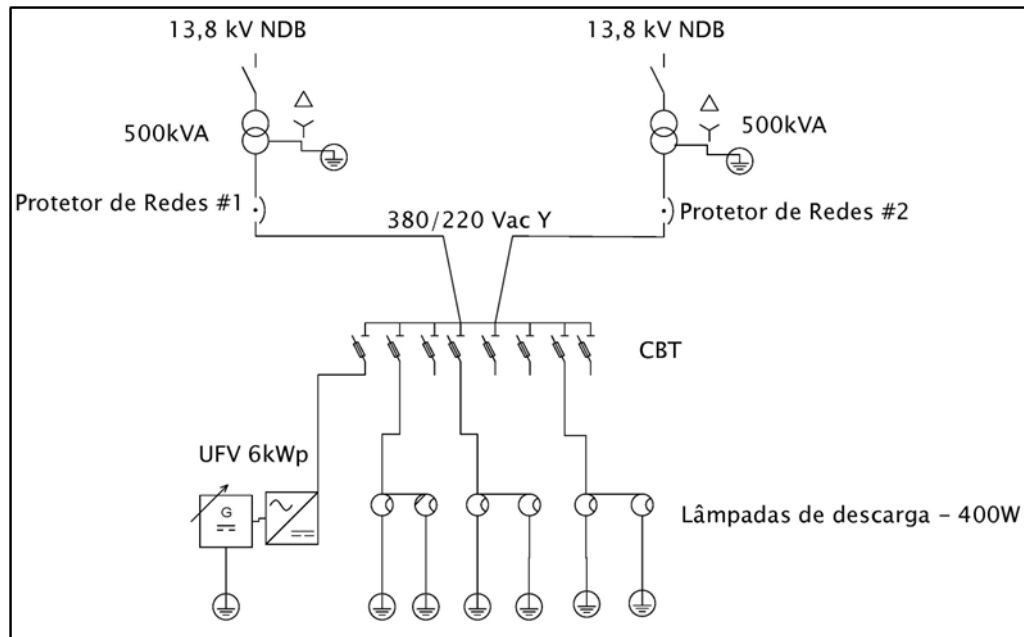 13,8 kV NDB
13,8 kV NDB
500kVA
500kVA
Protetor de Redes #1
380/220 Vac Y
Protetor de Redes #2
CBT
UFV 6kWp
G
Lâmpadas de descarga – 400W